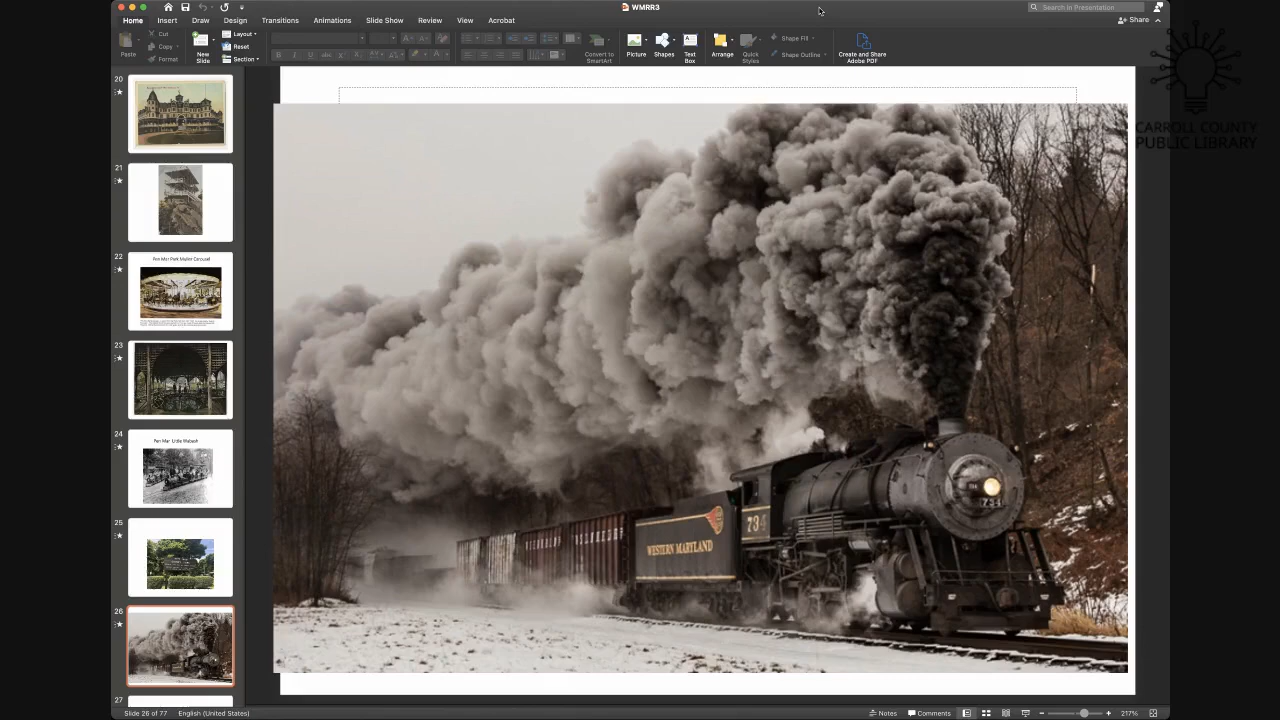 WMRR3
Search in Presentation
Home Insert Draw Design Transitions Animations Slide Show Review View Acrobat
Share
Paste
Cut
Copy
Format
New Slide
Layout
Reset
Section
Convert to SmartArt
Picture
Shapes
Text Box
Arrange
Quick Styles
Shape Fill
Shape Outline
Create and Share Adobe PDF
CARROLL COUNTY
PUBLIC LIBRARY
20
21
22
Pen Mar Park Muller Carousel
23
24
Pen Mar Little Wabash
25
26
27
734
WESTERN MARYLAND
734
Slide 26 of 77
English (United States)
Notes
Comments
217%